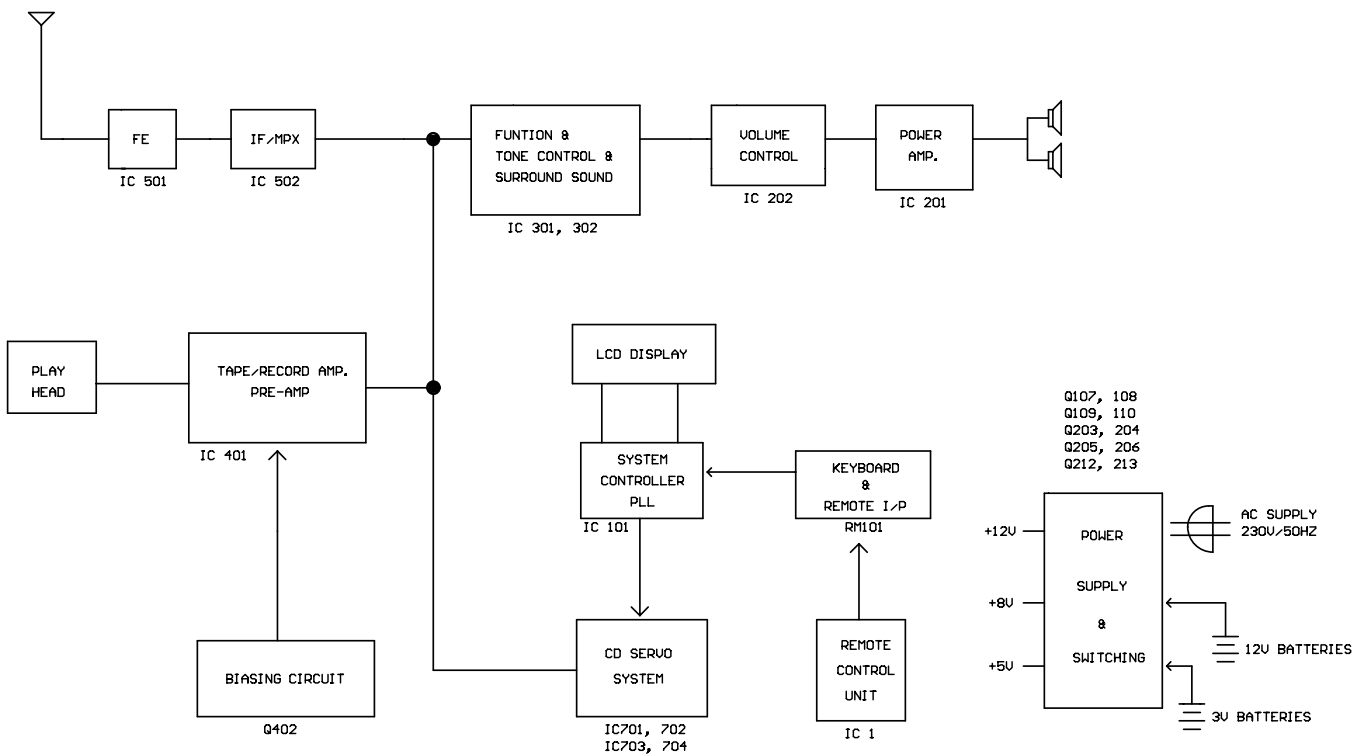 FE
IC 501
IF/MPX
IC 502
FUNTION &
TONE CONTROL &
SURROUND SOUND
IC 301, 302
VOLUME
CONTROL
IC 202
POWER
AMP.
IC 201
PLAY
HEAD
TAPE/RECORD AMP.
PRE-AMP
IC 401
BIASING CIRCUIT
Q402
LCD DISPLAY
SYSTEM
CONTROLLER
PLL
IC 101
KEYBOARD
&
REMOTE I/P
RM101
CD SERVO
SYSTEM
IC701, 702
IC703, 704
REMOTE
CONTROL
UNIT
IC 1
Q107, 108
Q109, 110
Q203, 204
Q205, 206
Q212, 213
+12V
+8V
+5V
POWER
SUPPLY
&
SWITCHING
AC SUPPLY
230V/50HZ
12V BATTERIES
3V BATTERIES